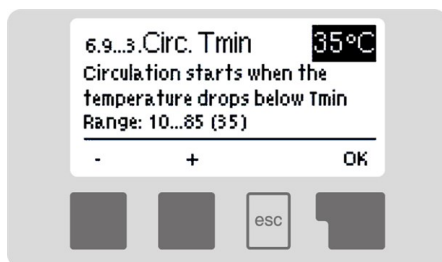 6.9...3.Circ. Tmin 35°C
Circulation starts when the
temperature drops below Tmin
Range: 10...85 (35)
- + OK
esc